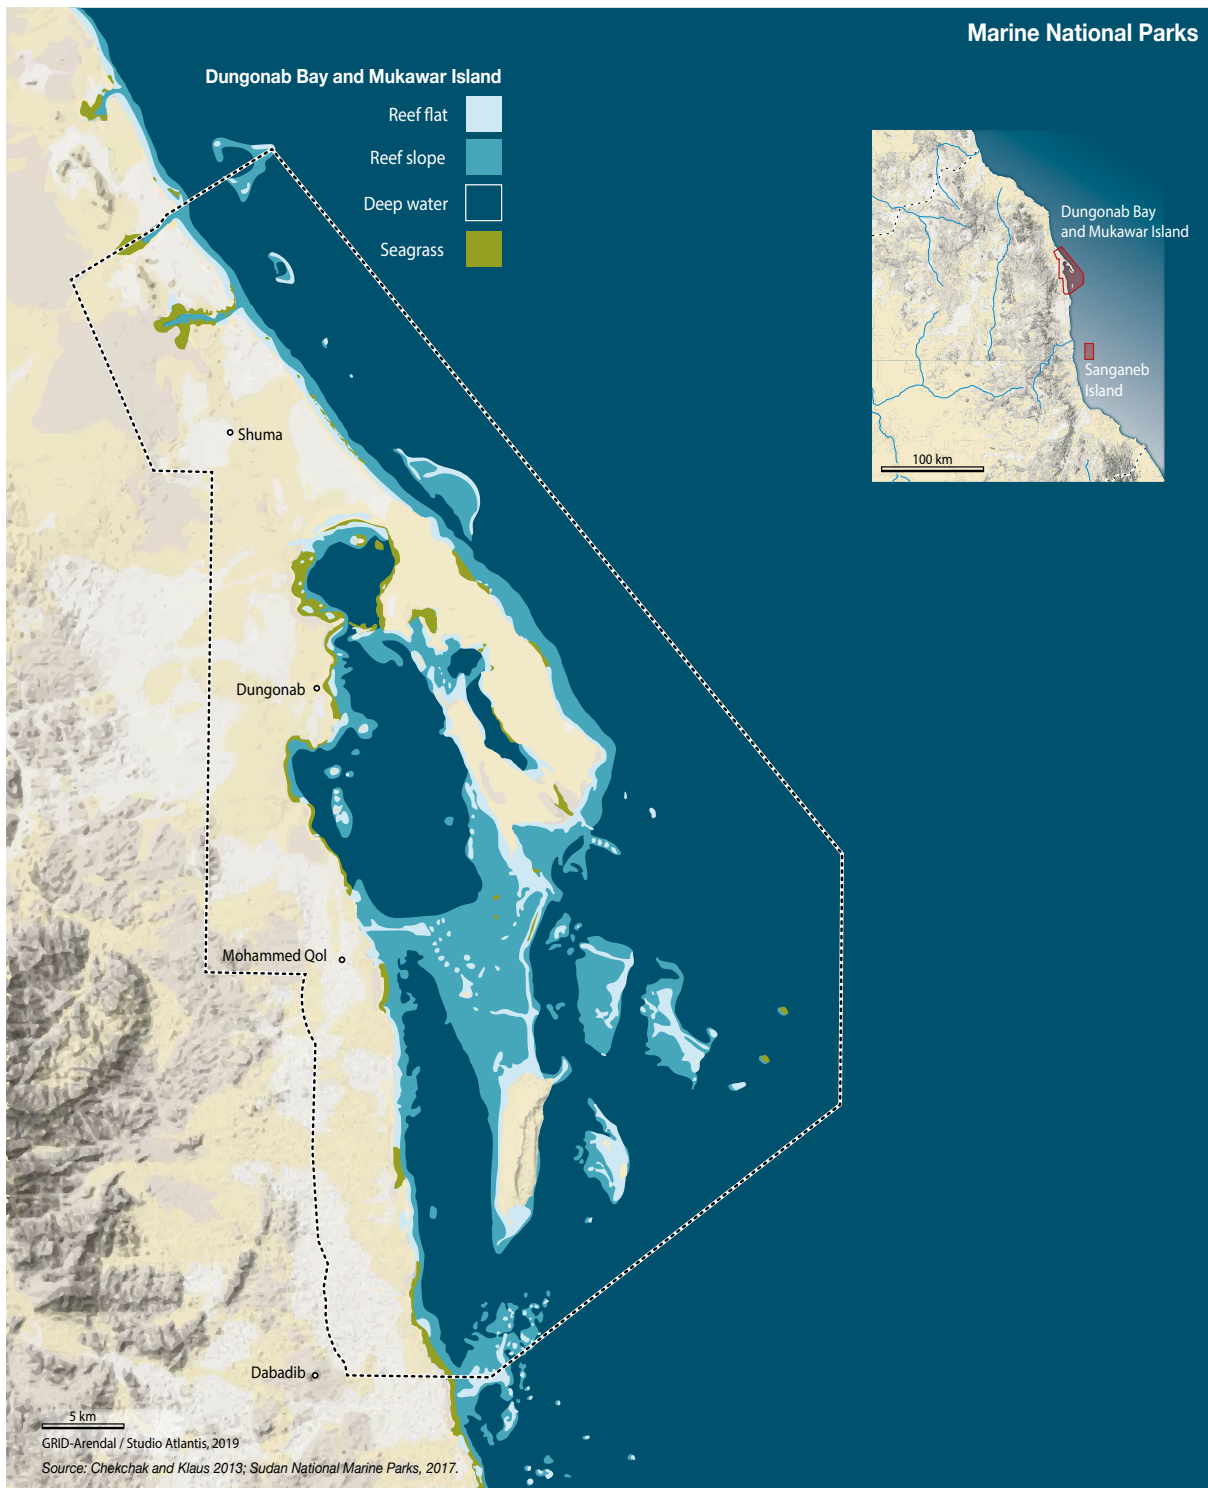 Marine National Parks
Dungonab Bay and Mukawar Island
Reef flat
Reef slope
Deep water
Seagrass
Dungonab Bay
and Mukawar Island
Sanganeb
Island
100 km
Shuma
Dungonab
Mohammed Qol
Dabadib
5 km
GRID-Arendal / Studio Atlantis, 2019
Source: Chekchak and Klaus 2013; Sudan National Marine Parks, 2017.